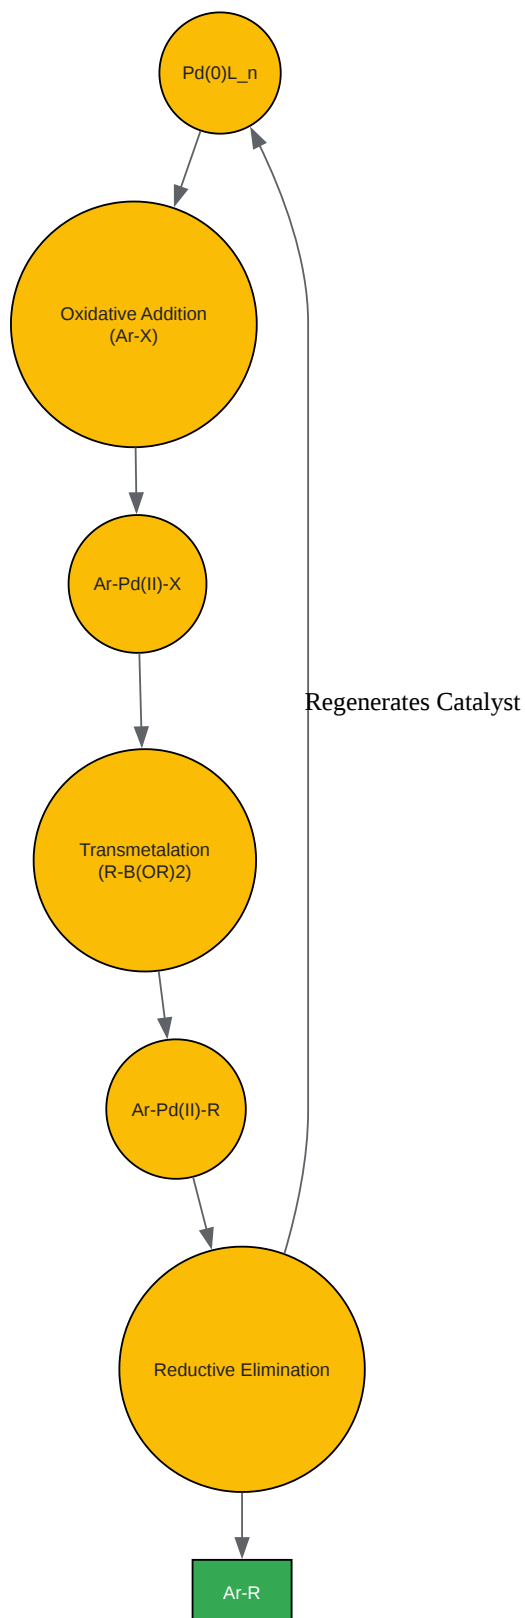 Pd(0)L_n
Oxidative Addition
(Ar-X)
Ar-Pd(II)-X
Regenerates Catalyst
Transmetalation
(R-B(OR)2)
Ar-Pd(II)-R
Reductive Elimination
Ar-R